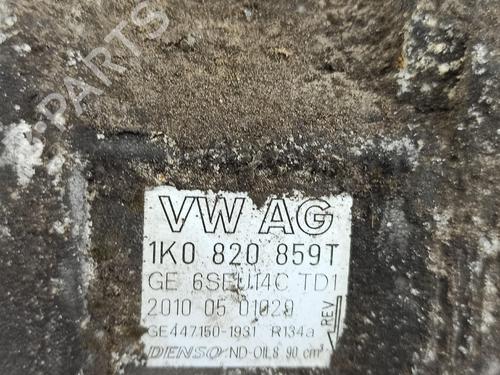 PARTS
VW AG
1K0 820 859T
GE 6SEU14C TD1
2010 05 01029
REV
GE447150-1931 R134a
DENSO ND-OIL8 90 cm³